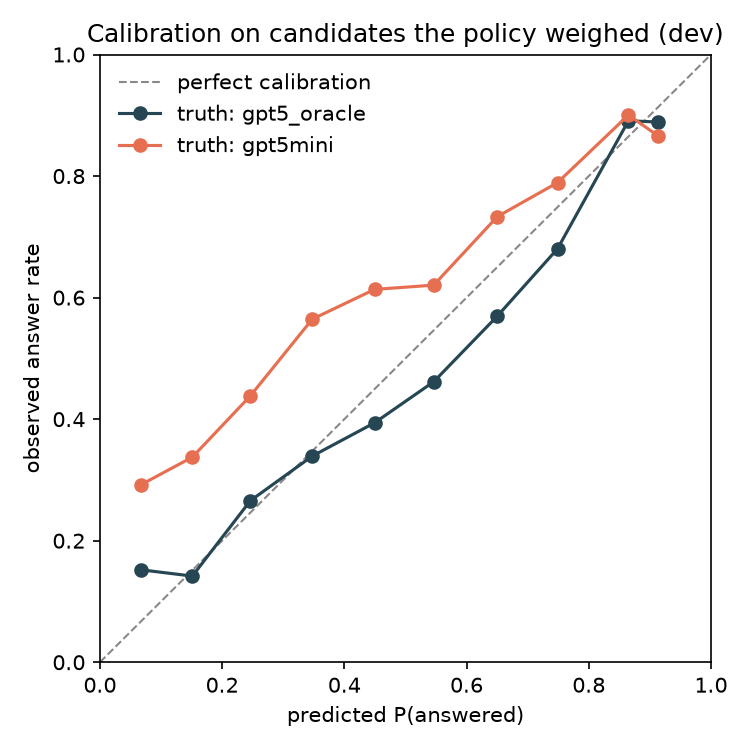 Calibration on candidates the policy weighed (dev)
perfect calibration
truth: gpt5_oracle
truth: gpt5mini
1.0
0.8
0.6
0.4
0.2
0.0
observed answer rate
0.0 0.2 0.4 0.6 0.8 1.0
predicted P(answered)